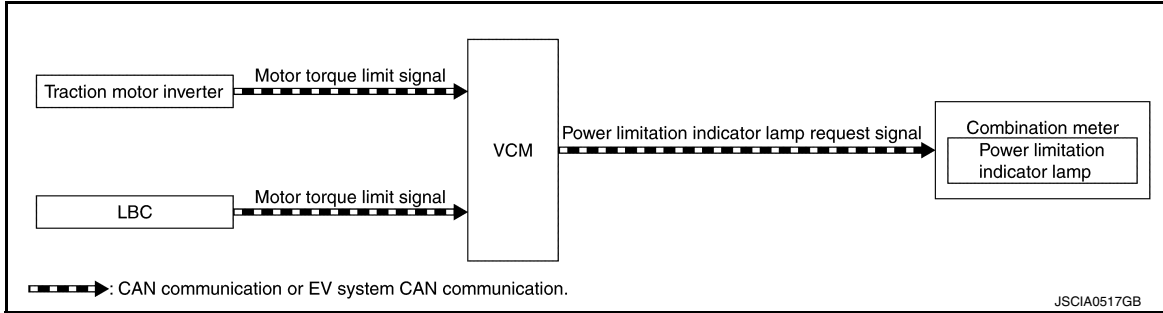 Traction motor inverter
Motor torque limit signal
LBC
Motor torque limit signal
VCM
Power limitation indicator lamp request signal
Combination meter
Power limitation
indicator lamp
: CAN communication or EV system CAN communication.
JSCIA0517GB